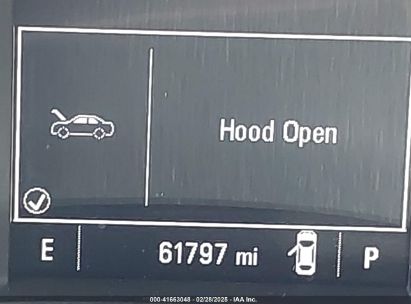 Hood Open
E 61797 mi P
000-41663048 - 02/28/2025 - IAA Inc.